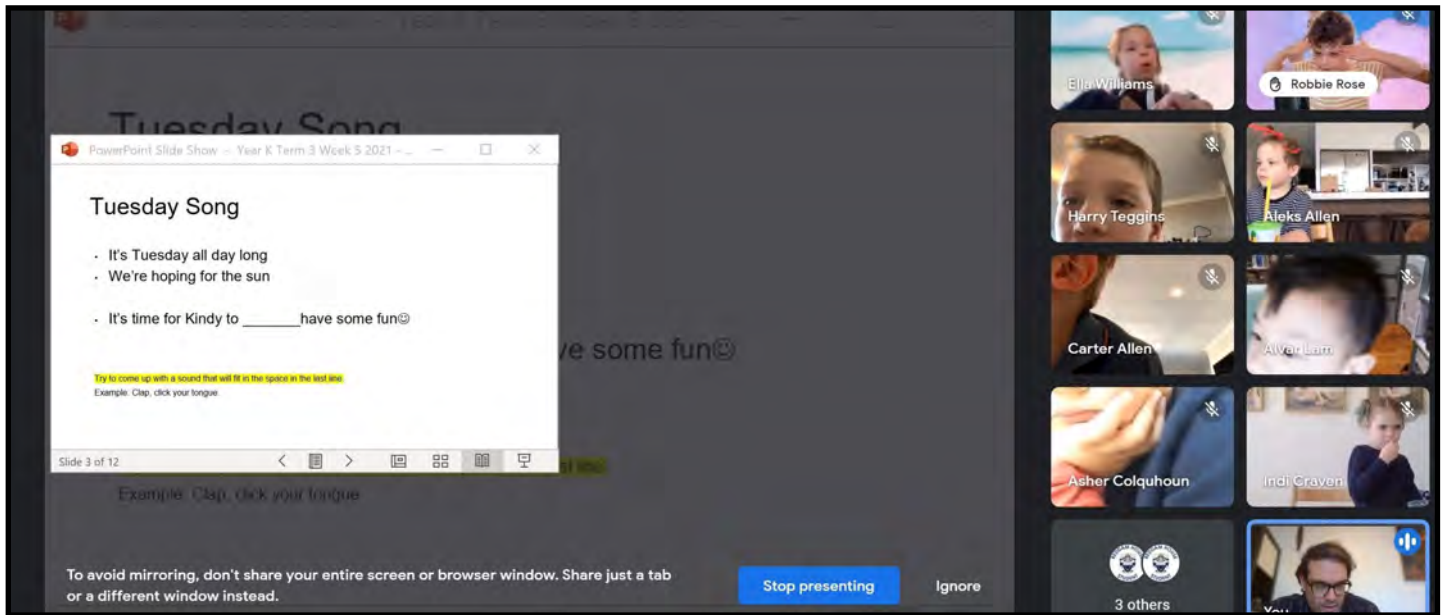 Tuesday Song
PowerPoint Slide Show - Year K Term 3 Week 5 2021 - ...
Tuesday Song
· It's Tuesday all day long
· We're hoping for the sun
· It's time for Kindy to _______have some fun☺
Try to come up with a sound that will fit in the space in the last line.
Example. Clap, click your tongue.
Slide 3 of 12
ve some fun☺
st line.
Example. Clap, click your tongue.
To avoid mirroring, don't share your entire screen or browser window. Share just a tab
or a different window instead.
Stop presenting
Ignore
Ella Williams
Robbie Rose
Harry Teggins
Aleks Allen
Carter Allen
Alvar Lam
Asher Colquhoun
Indi Craven
3 others
You